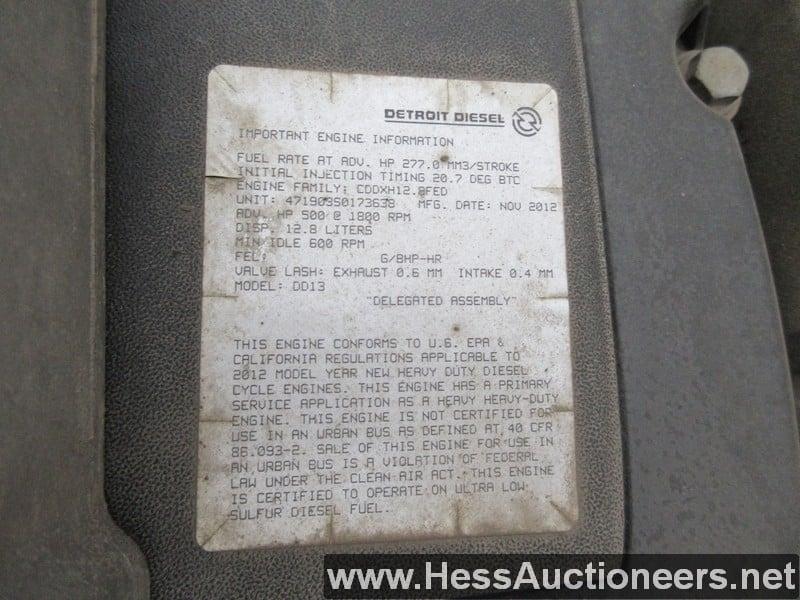 DETROIT DIESEL
IMPORTANT ENGINE INFORMATION
FUEL RATE AT ADV. HP 277.0 MM3/STROKE
INITIAL INJECTION TIMING 20.7 DEG BTC
ENGINE FAMILY: CDDXH12.8FED
UNIT: 471903S0173638 MFG. DATE: NOV 2012
ADV. HP 500 @ 1800 RPM
DISP. 12.8 LITERS
MIN IDLE 600 RPM
FEL: G/BHP-HR
VALVE LASH: EXHAUST 0.6 MM INTAKE 0.4 MM
MODEL: DD13
"DELEGATED ASSEMBLY"
THIS ENGINE CONFORMS TO U.S. EPA &
CALIFORNIA REGULATIONS APPLICABLE TO
2012 MODEL YEAR NEW HEAVY DUTY DIESEL
CYCLE ENGINES. THIS ENGINE HAS A PRIMARY
SERVICE APPLICATION AS A HEAVY HEAVY-DUTY
ENGINE. THIS ENGINE IS NOT CERTIFIED FOR
USE IN AN URBAN BUS AS DEFINED AT 40 CFR
86.093-2. SALE OF THIS ENGINE FOR USE IN
AN URBAN BUS IS A VIOLATION OF FEDERAL
LAW UNDER THE CLEAN AIR ACT. THIS ENGINE
IS CERTIFIED TO OPERATE ON ULTRA LOW
SULFUR DIESEL FUEL.
www.HessAuctioneers.net